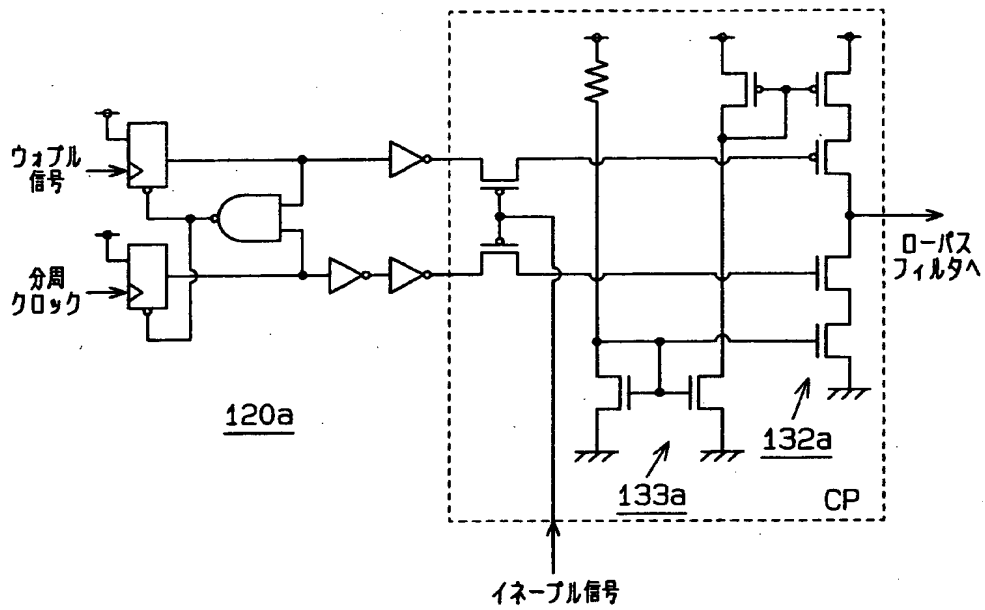 ウォブル
信号
分周
クロック
120a
ローパス
フィルタへ
132a
133a
CP
イネーブル信号